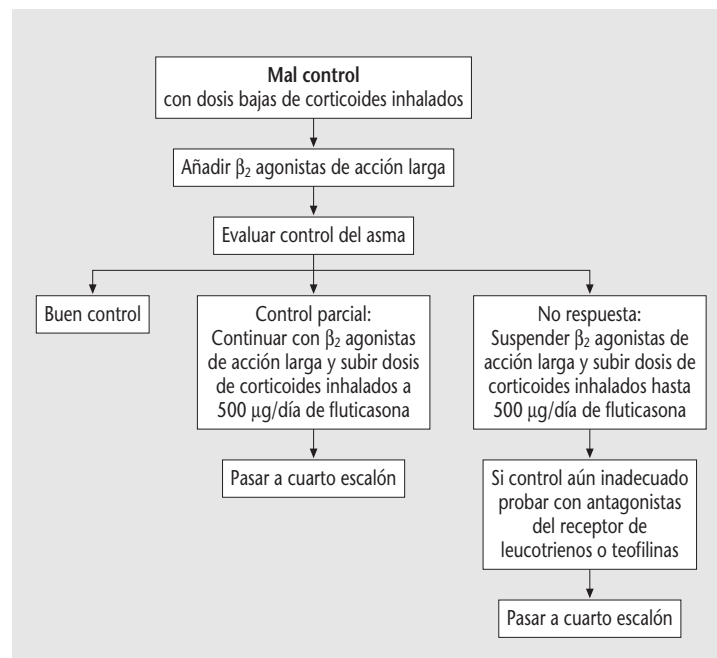 Mal control
con dosis bajas de corticoides inhalados
Añadir β₂ agonistas de acción larga
Evaluar control del asma
Buen control
Control parcial:
Continuar con β₂ agonistas
de acción larga y subir dosis
de corticoides inhalados a
500 μg/día de fluticasona
Pasar a cuarto escalón
No respuesta:
Suspender β₂ agonistas de
acción larga y subir dosis de
corticoides inhalados hasta
500 μg/día de fluticasona
Si control aún inadecuado
probar con antagonistas
del receptor de
leucotrienos o teofilinas
Pasar a cuarto escalón